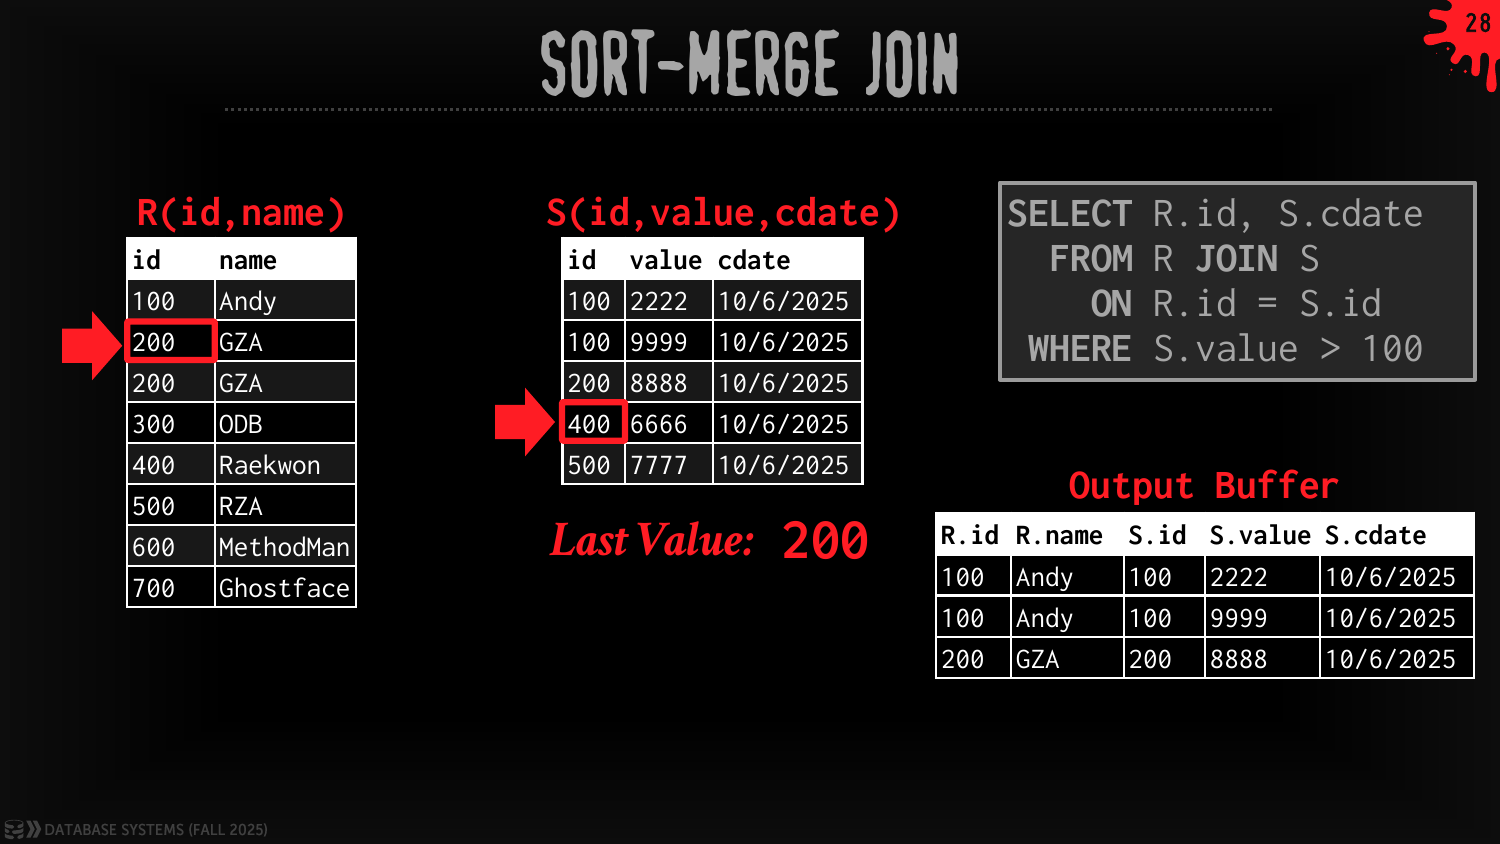 28
SORT-MERGE JOIN
R(id,name)
id name
100 Andy
200 GZA
200 GZA
300 ODB
400 Raekwon
500 RZA
600 MethodMan
700 Ghostface
S(id,value,cdate)
id value cdate
100 2222 10/6/2025
100 9999 10/6/2025
200 8888 10/6/2025
400 6666 10/6/2025
500 7777 10/6/2025
Last Value: 200
SELECT R.id, S.cdate
FROM R JOIN S
ON R.id = S.id
WHERE S.value > 100
Output Buffer
R.id R.name S.id S.value S.cdate
100 Andy 100 2222 10/6/2025
100 Andy 100 9999 10/6/2025
200 GZA 200 8888 10/6/2025
DATABASE SYSTEMS (FALL 2025)